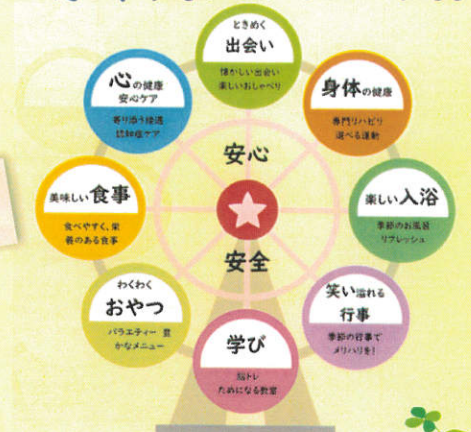 ときめく
出会い
懐かしい出会い
楽しいおしゃべり
身体の健康
専門リハビリ
選べる運動
楽しい入浴
季節のお風呂
リフレッシュ
笑い溢れる
行事
季節の行事で
メリハリを!
学び
脳トレ
ためになる教室
わくわく
おやつ
バラエティー 豊
かなメニュー
美味しい食事
食べやすく、栄
養のある食事
心の健康
安心ケア
寄り添う接遇
認知症ケア
安心
安全